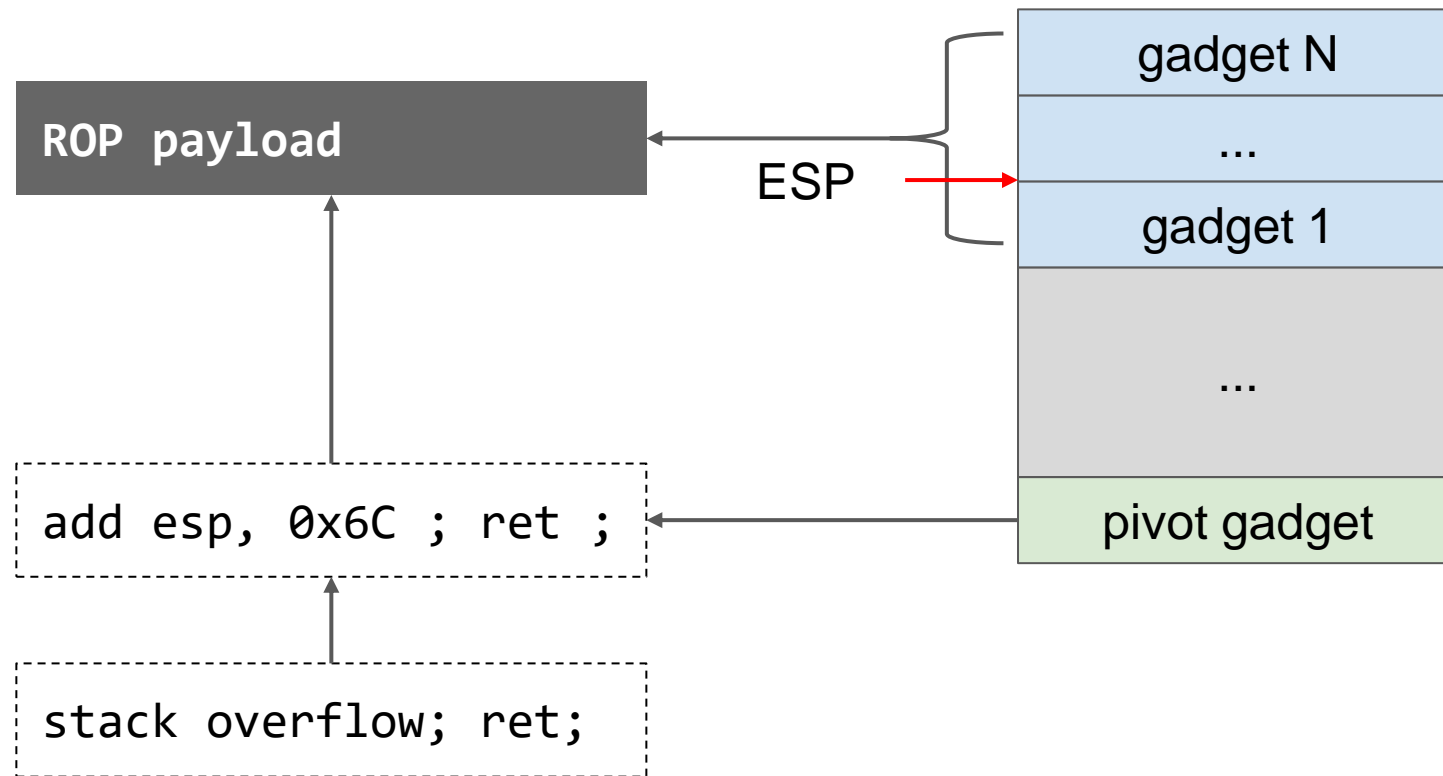 gadget N
ROP payload
...
ESP
gadget 1
...
add esp, 0x6C ; ret ;
pivot gadget
stack overflow; ret;